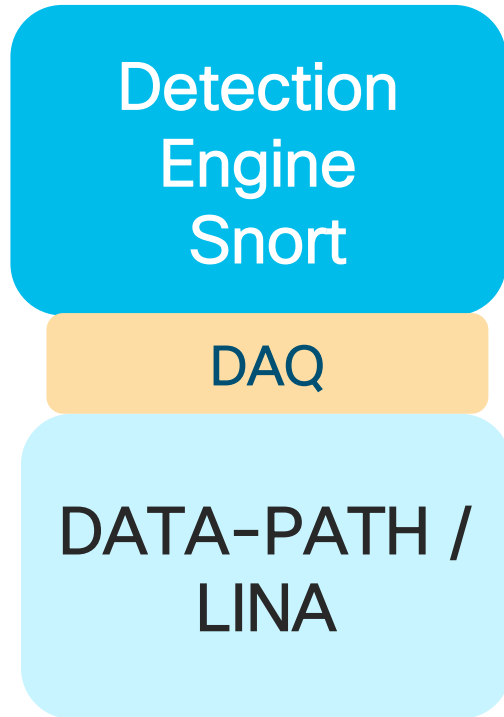 Detection
Engine
Snort
DAQ
DATA-PATH /
LINA